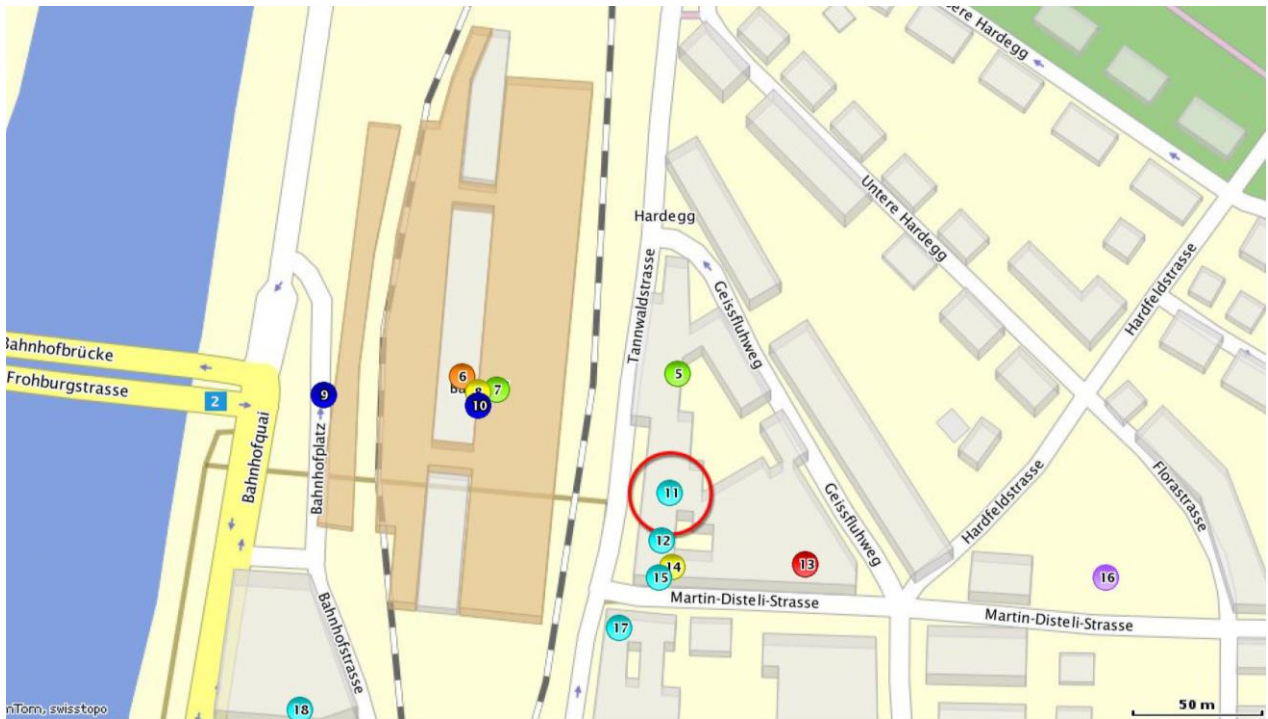 Untere Hardegg
Hardegg
Untere Hardegg
Tannwaldstrasse
Geissfluhweg
Hardfeldstrasse
Bahnhofbrücke
Frohburgstrasse
2
Bahnhofquai
Bahnhofplatz
9
6
8
7
10
5
11
12
14
15
13
Geissfluhweg
Hardfeldstrasse
Florastrasse
16
Martin-Disteli-Strasse
Martin-Disteli-Strasse
17
Bahnhofstrasse
18
50 m
nTom, swisstopo